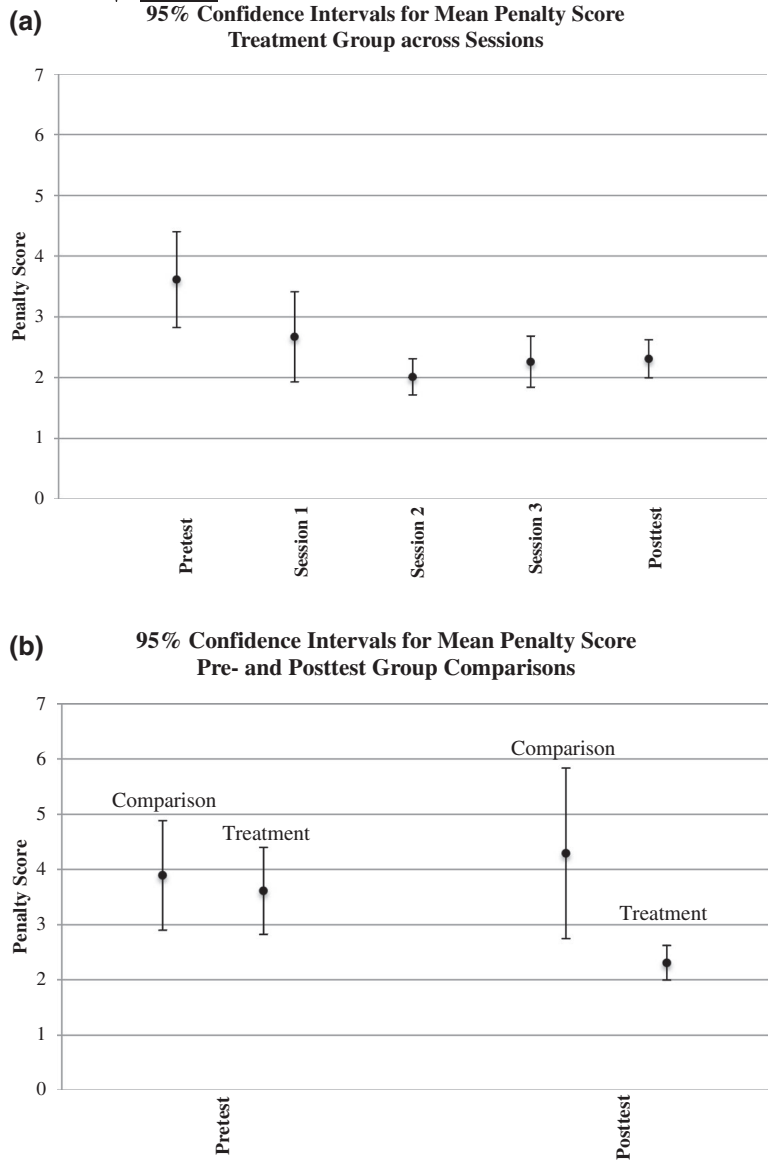 (a)
95% Confidence Intervals for Mean Penalty Score
Treatment Group across Sessions
Penalty Score
7
6
5
4
3
2
1
0
Pretest
Session 1
Session 2
Session 3
Posttest
(b)
95% Confidence Intervals for Mean Penalty Score
Pre- and Posttest Group Comparisons
Penalty Score
7
6
5
4
3
2
1
0
Comparison
Treatment
Comparison
Treatment
Pretest
Posttest